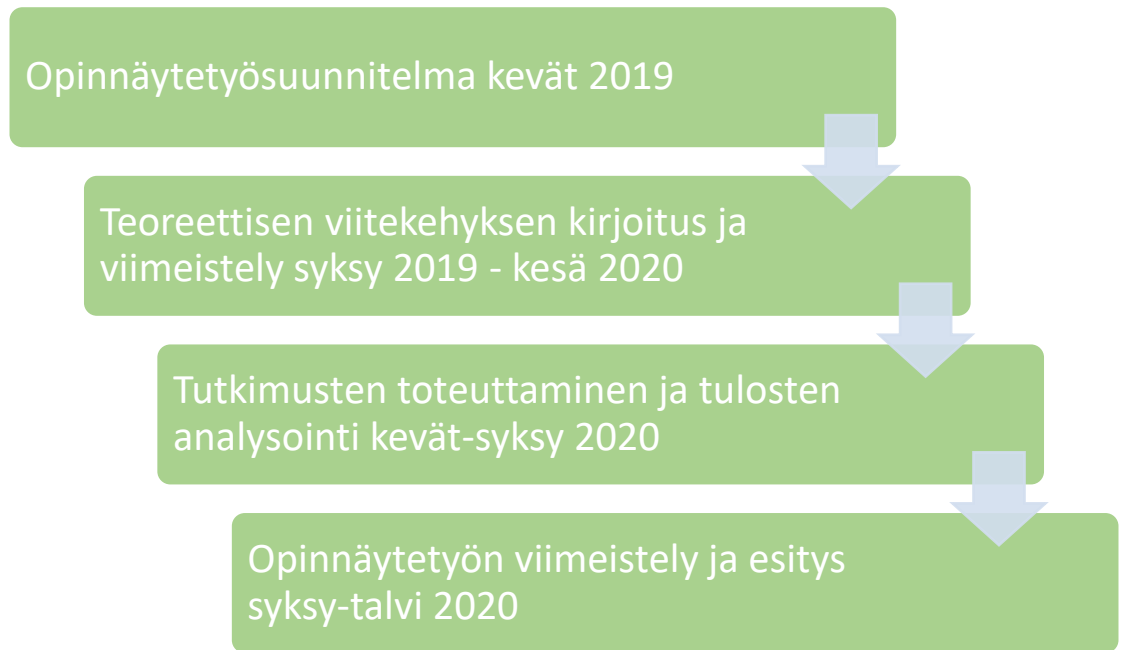 Opinnäytetyösuunnitelma kevät 2019
Teoreettisen viitekehyksen kirjoitus ja
viimeistely syksy 2019 - kesä 2020
Tutkimusten toteuttaminen ja tulosten
analysointi kevät-syksy 2020
Opinnäytetyön viimeistely ja esitys
syksy-talvi 2020